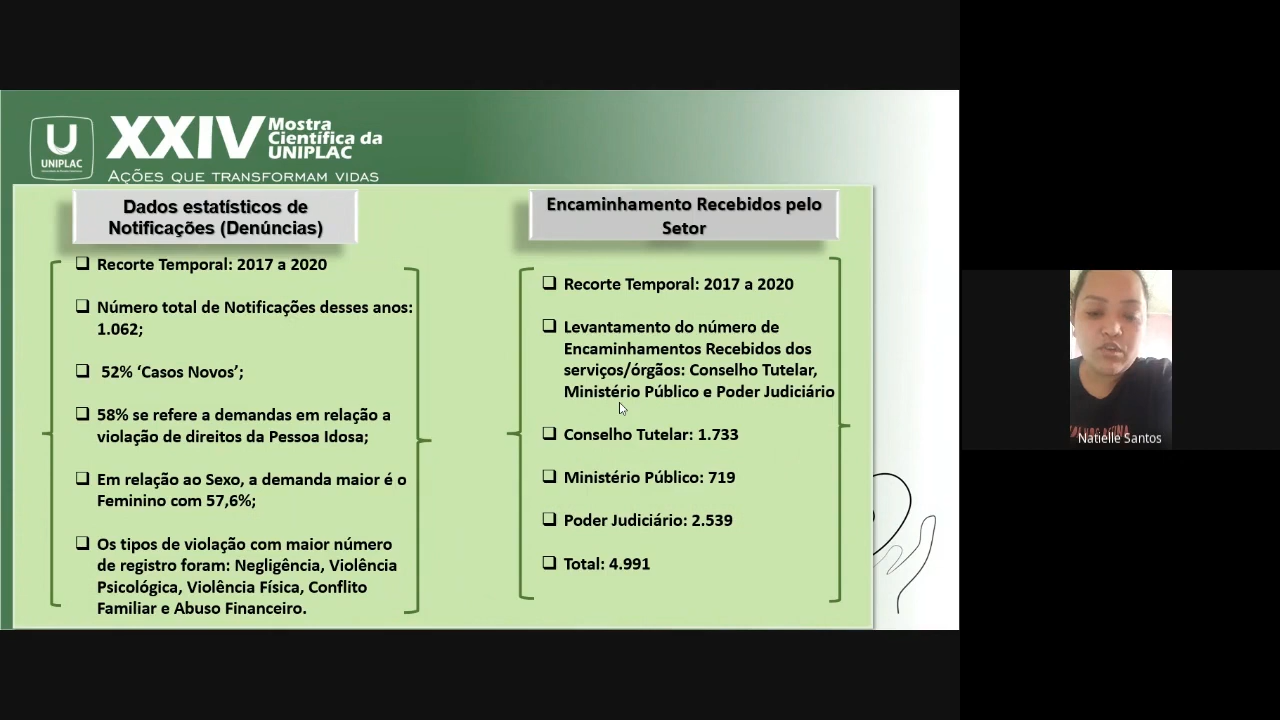 U
UNIPLAC
XXIV Mostra
Científica da
UNIPLAC
AÇÕES QUE TRANSFORMAM VIDAS
Dados estatísticos de
Notificações (Denúncias)
Recorte Temporal: 2017 a 2020
Número total de Notificações desses anos:
1.062;
52% ‘Casos Novos’;
58% se refere a demandas em relação a
violação de direitos da Pessoa Idosa;
Em relação ao Sexo, a demanda maior é o
Feminino com 57,6%;
Os tipos de violação com maior número
de registro foram: Negligência, Violência
Psicológica, Violência Física, Conflito
Familiar e Abuso Financeiro.
Encaminhamento Recebidos pelo
Setor
Recorte Temporal: 2017 a 2020
Levantamento do número de
Encaminhamentos Recebidos dos
serviços/órgãos: Conselho Tutelar,
Ministério Público e Poder Judiciário
Conselho Tutelar: 1.733
Ministério Público: 719
Poder Judiciário: 2.539
Total: 4.991
Natielle Santos